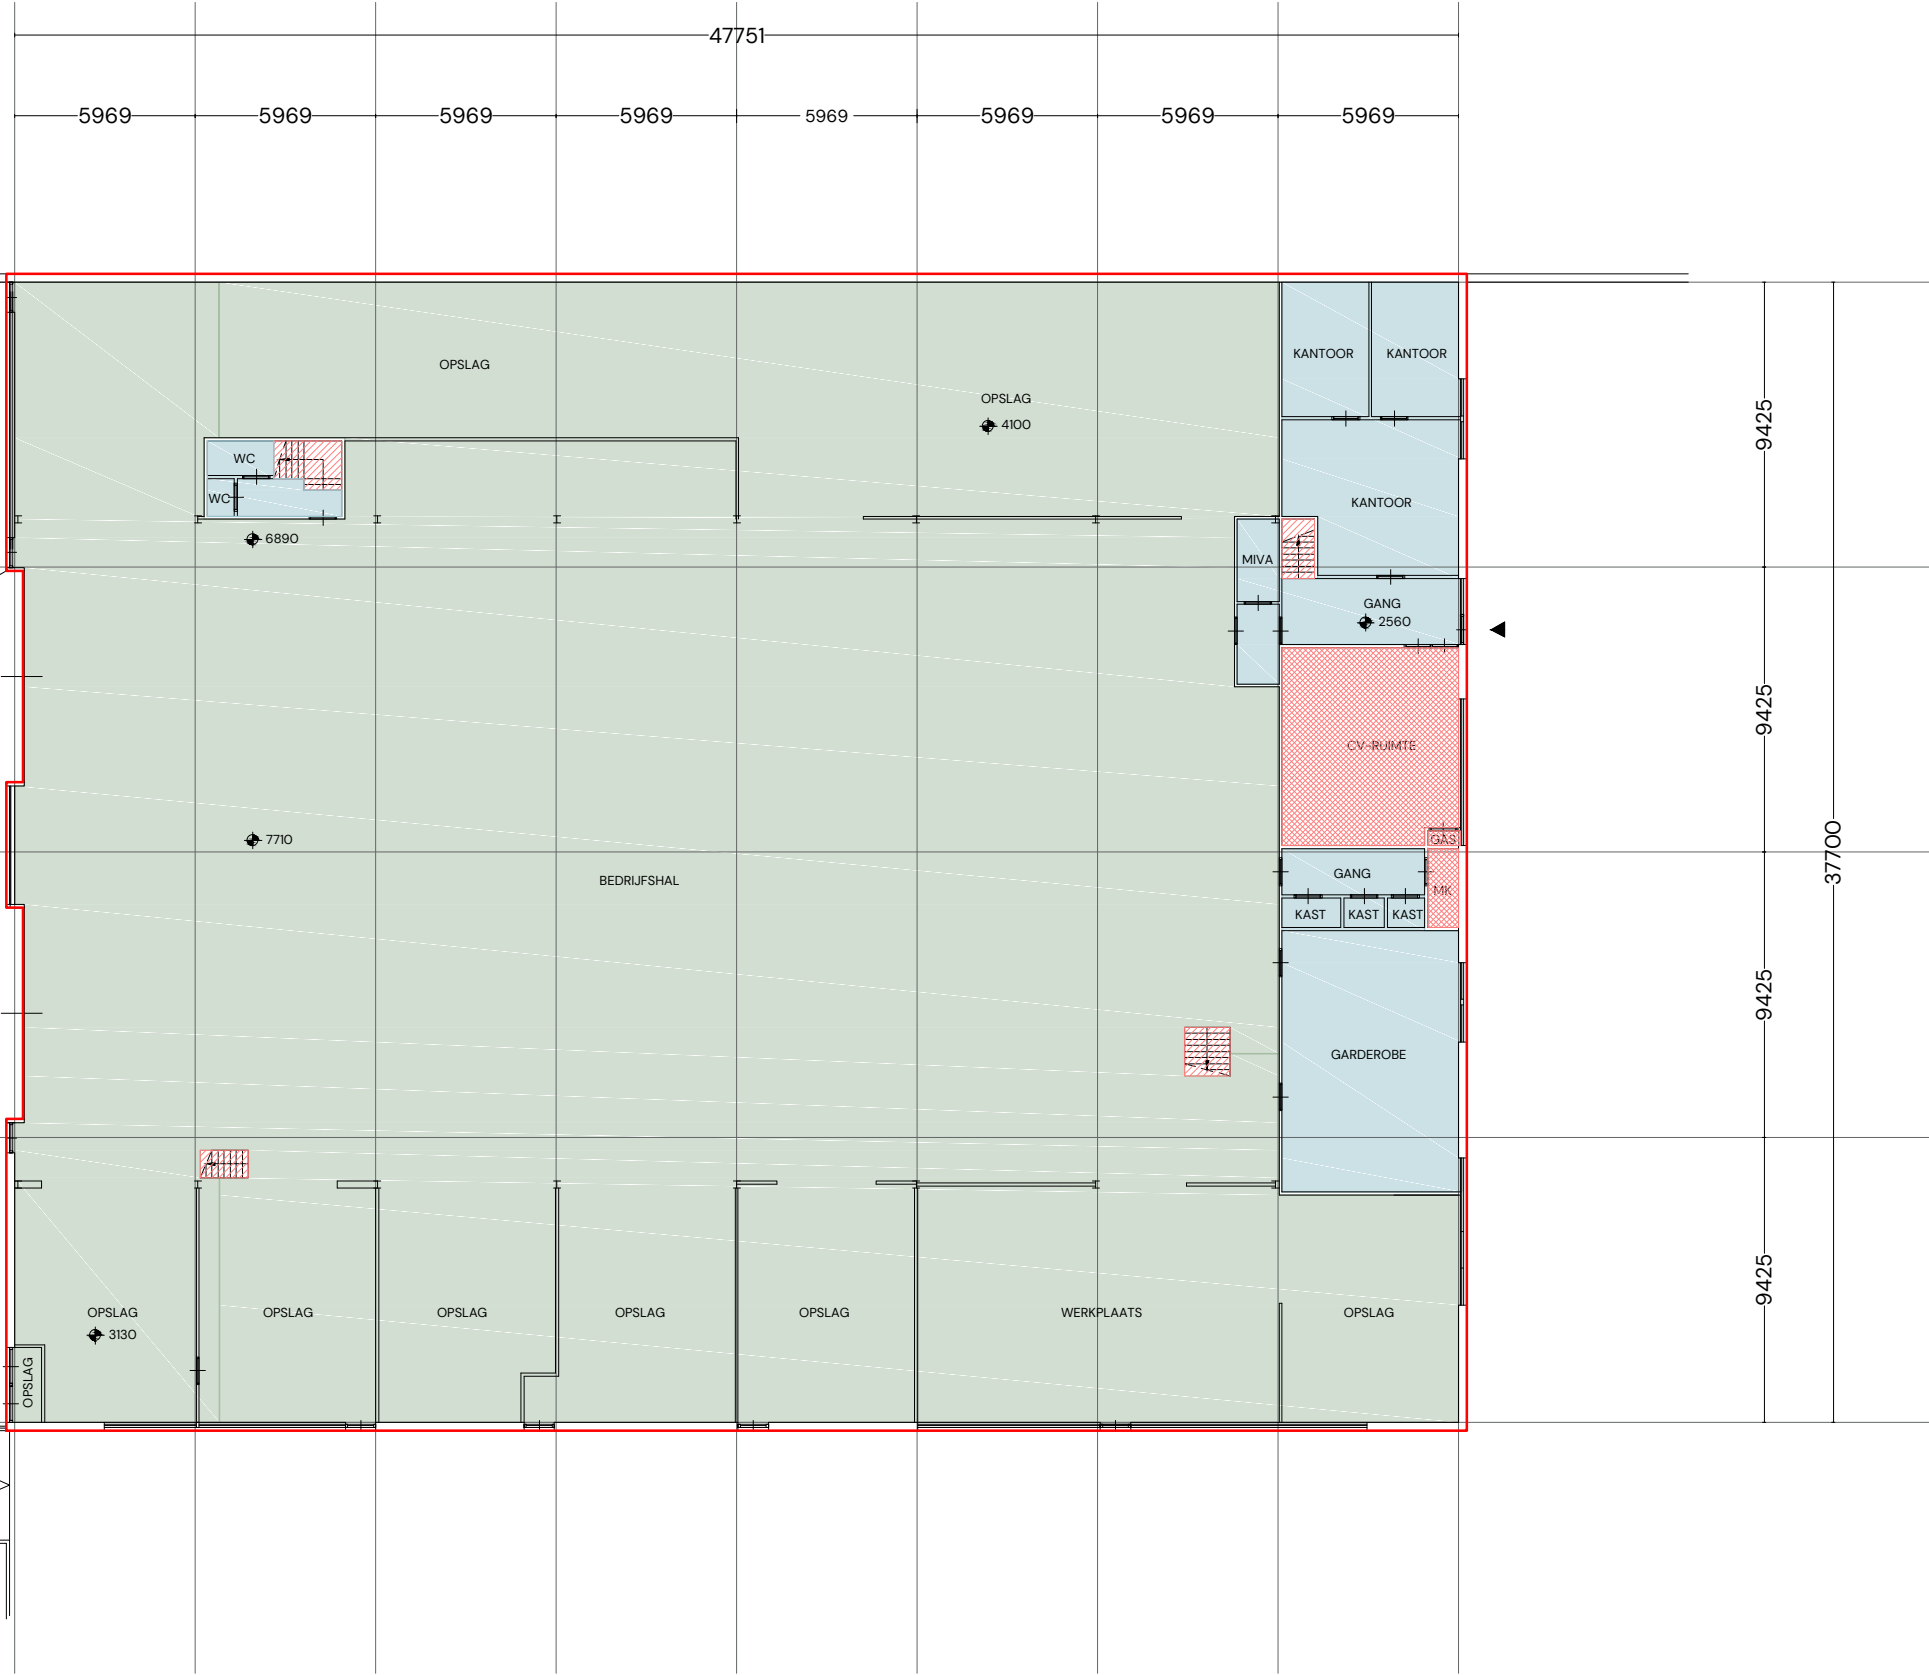 47751
5969 5969 5969 5969 5969 5969 5969 5969
KANTOOR KANTOOR
OPSLAG
OPSLAG
4100
9425
WC
WC
KANTOOR
6890
MIVA
GANG
2560
9425
CV-RUIMTE
7710
GAS
37700
BEDRIJFSHAL
GANG
MK
KAST KAST KAST
9425
GARDEROBE
9425
OPSLAG OPSLAG OPSLAG OPSLAG OPSLAG WERKPLAATS OPSLAG
3130
OPSLAG